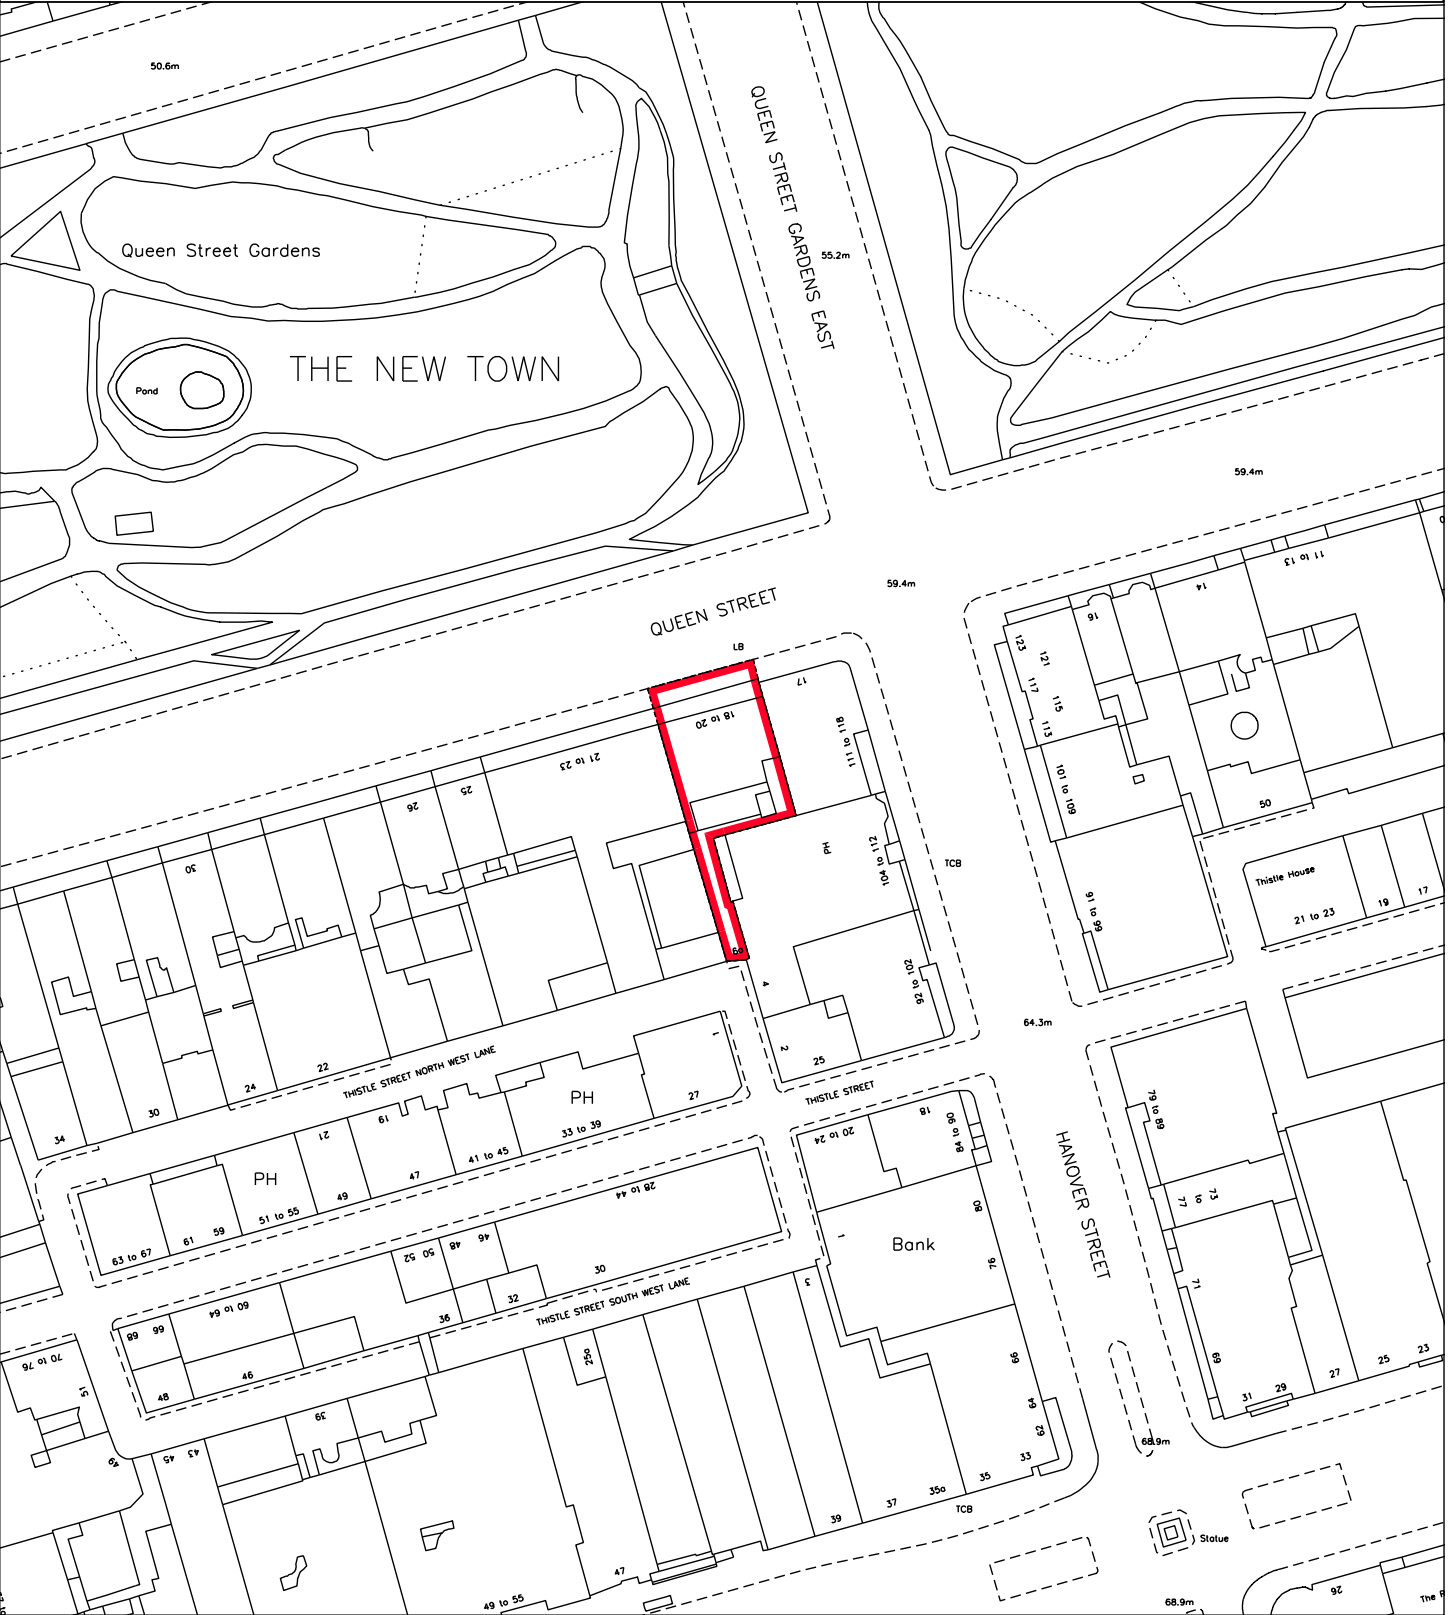 50.6m
QUEEN STREET GARDENS EAST
55.2m
Queen Street Gardens
THE NEW TOWN
Pond
59.4m
59.4m
QUEEN STREET
LB
11 to 13
14
16
123
121
117
115
113
17
18 to 20
111 to 118
21 to 23
25
26
30
101 to 109
50
PH
104 to 112
TCB
Thistle House
21 to 23
19
17
91 to 99
6a
4
92 to 102
64.3m
2
25
THISTLE STREET
THISTLE STREET NORTH WEST LANE
22
24
30
34
1
PH
27
33 to 39
19
21
41 to 45
47
49
PH
51 to 55
59
61
63 to 67
20 to 24
18
84 to 90
79 to 89
HANOVER STREET
73
to
77
28 to 44
80
Bank
1
76
46
48
50
52
30
32
36
THISTLE STREET SOUTH WEST LANE
3
71
60 to 64
66
68
46
48
70 to 76
51
25a
66
69
64
62
33
35
35a
37
39
TCB
31
29
27
25
23
68.9m
39
43
45
Statue
47
49 to 55
68.9m
26